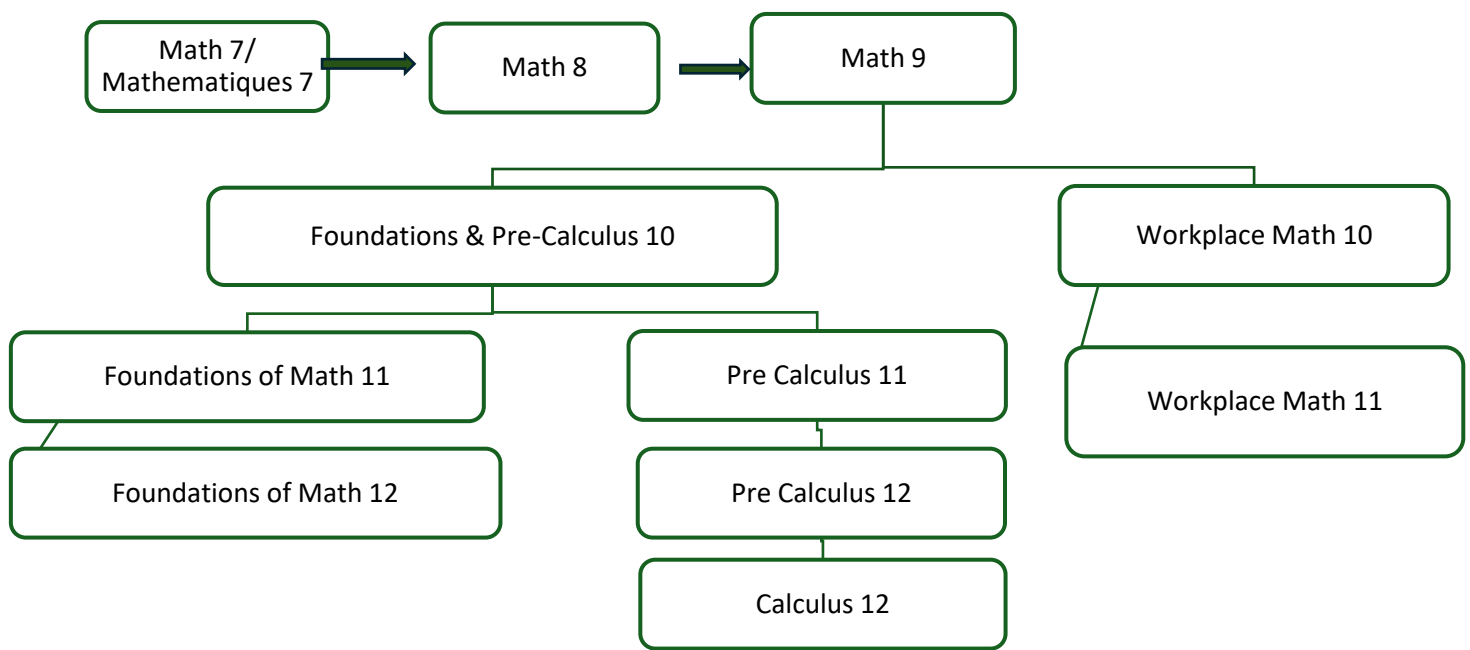 Math 7/
Mathematiques 7
Math 8
Math 9
Foundations & Pre-Calculus 10
Workplace Math 10
Foundations of Math 11
Pre Calculus 11
Workplace Math 11
Foundations of Math 12
Pre Calculus 12
Calculus 12